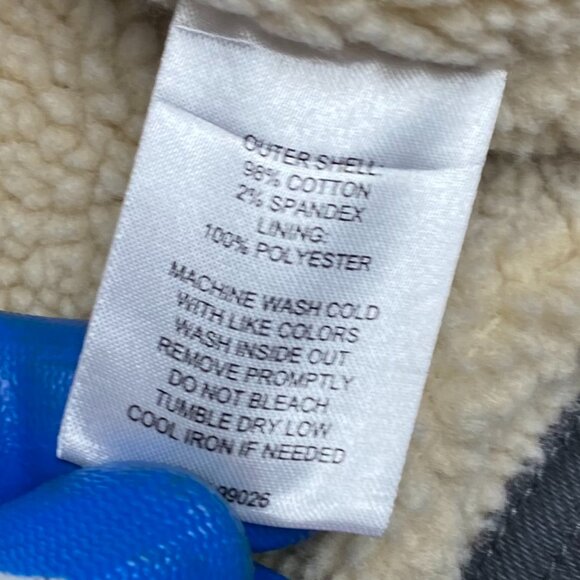 OUTER SHELL:
98% COTTON
2% SPANDEX
LINING:
100% POLYESTER
MACHINE WASH COLD
WITH LIKE COLORS
WASH INSIDE OUT
REMOVE PROMPTLY
DO NOT BLEACH
TUMBLE DRY LOW
COOL IRON IF NEEDED